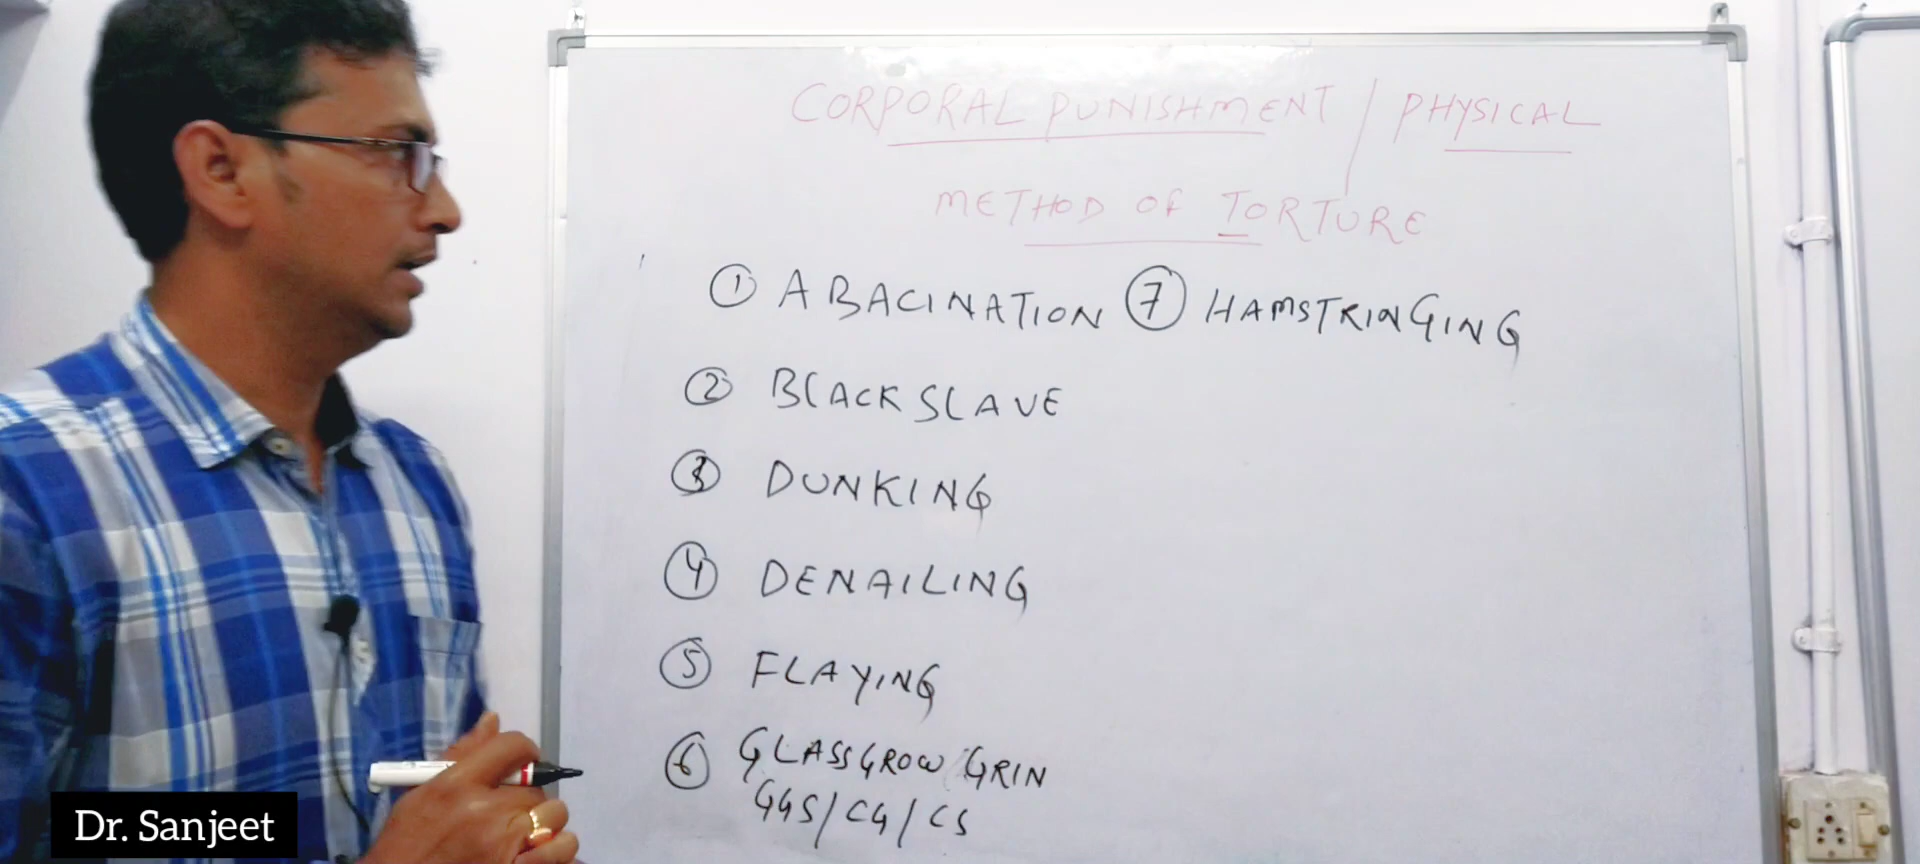 CORPORAL PUNISHMENT / PHYSICAL
METHOD OF TORTURE
① ABACINATION ⑦ HAMSTRINGING
② BLACK SLAVE
③ DUNKING
④ DENAILING
⑤ FLAYING
⑥ GLASSGROW GRIN
GGS/CG/CS
Dr. Sanjeet